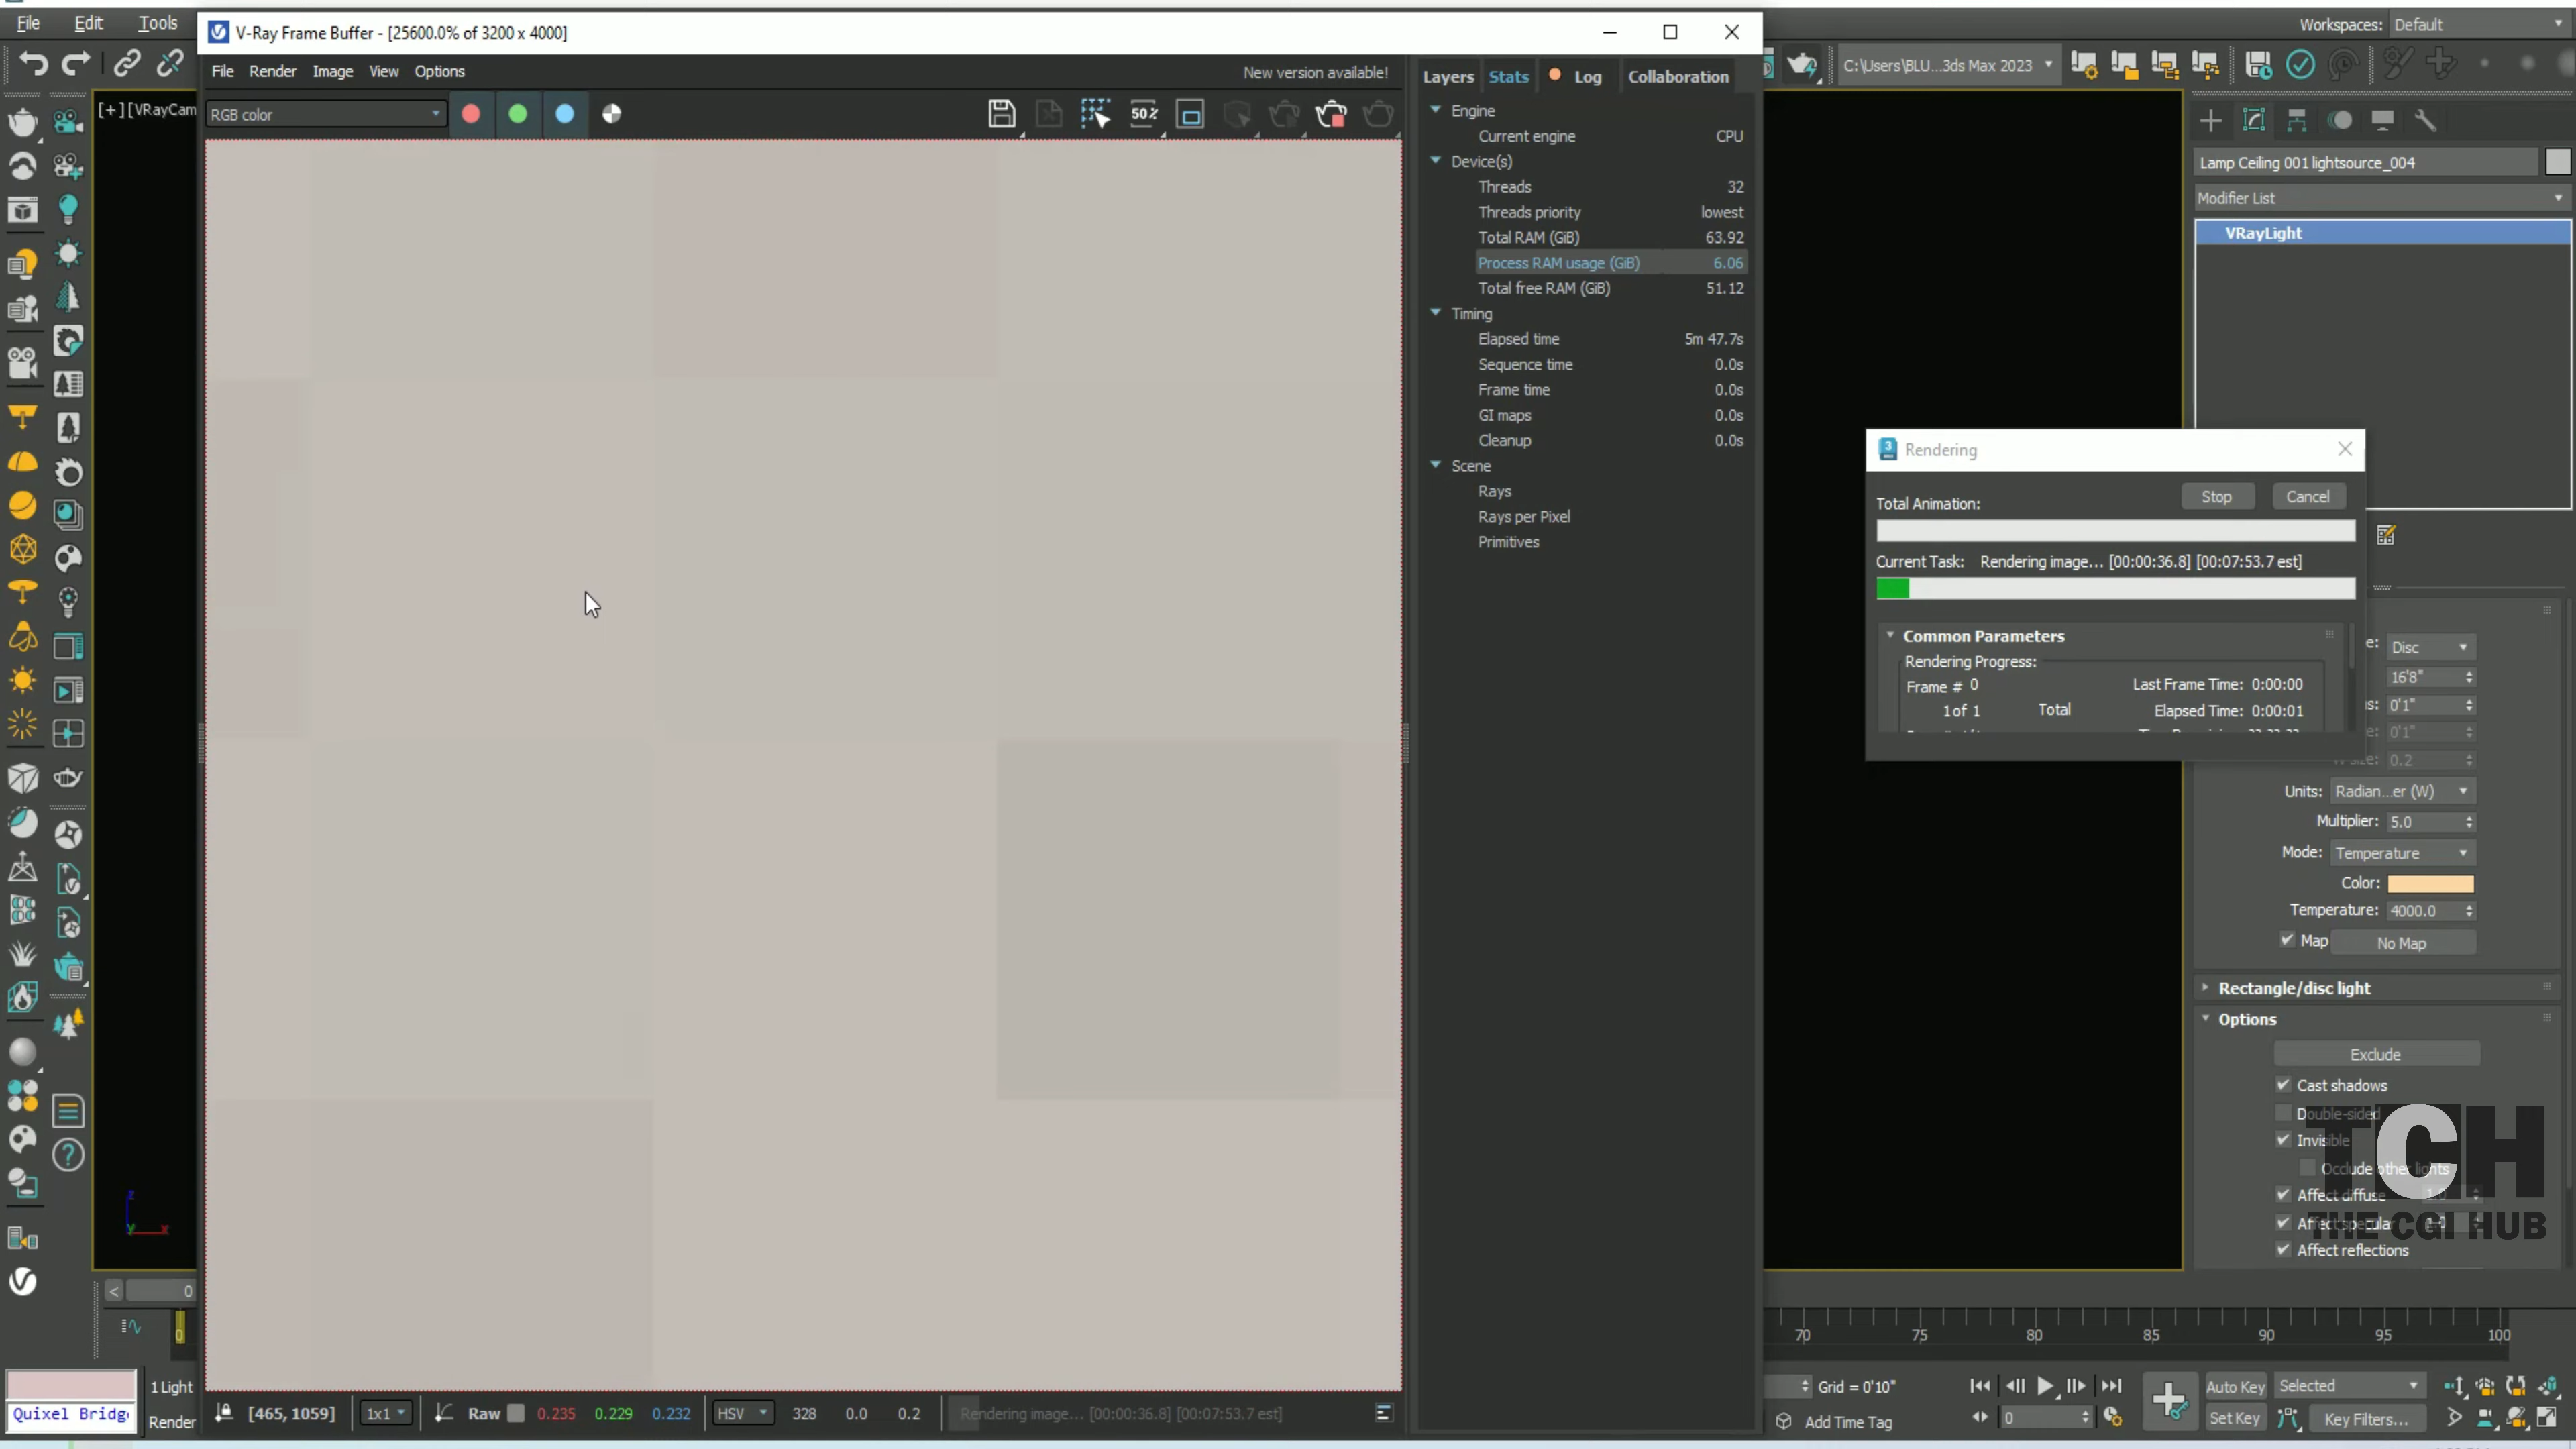 File Edit Tools
V-Ray Frame Buffer - [25600.0% of 3200 x 4000]
Workspaces: Default
File Render Image View Options
New version available!
Layers Stats Log Collaboration
C:\Users\BLU...3ds Max 2023
[+][VRayCam
RGB color
50%
Engine
Current engine CPU
Device(s)
Threads 32
Threads priority lowest
Total RAM (GiB) 63.92
Process RAM usage (GiB) 6.06
Total free RAM (GiB) 51.12
Timing
Elapsed time 5m 47.7s
Sequence time 0.0s
Frame time 0.0s
GI maps 0.0s
Cleanup 0.0s
Scene
Rays
Rays per Pixel
Primitives
Lamp Ceiling 001 lightsource_004
Modifier List
VRayLight
Rendering
Total Animation:
Stop Cancel
Current Task: Rendering image... [00:00:36.8] [00:07:53.7 est]
Common Parameters
Rendering Progress:
Frame # 0 Last Frame Time: 0:00:00
1 of 1 Total Elapsed Time: 0:00:01
e: Disc
16'8"
s: 0'1"
e: 0'1"
0.2
Units: Radian...er (W)
Multiplier: 5.0
Mode: Temperature
Color:
Temperature: 4000.0
Map No Map
Rectangle/disc light
Options
Exclude
Cast shadows
Double-sided
Invisible
Occlude other lights
Affect diffuse 1.0
Affect specular 1.0
Affect reflections
TCH
THE CGI HUB
z
y x
< 0
0
70 75 80 85 90 95 100
Quixel Bridg
1 Light
Render
[465, 1059] 1x1 Raw 0.235 0.229 0.232 HSV 328 0.0 0.2 Rendering image... [00:00:36.8] [00:07:53.7 est]
Grid = 0'10"
Add Time Tag
0
Auto Key Selected
Set Key Key Filters...